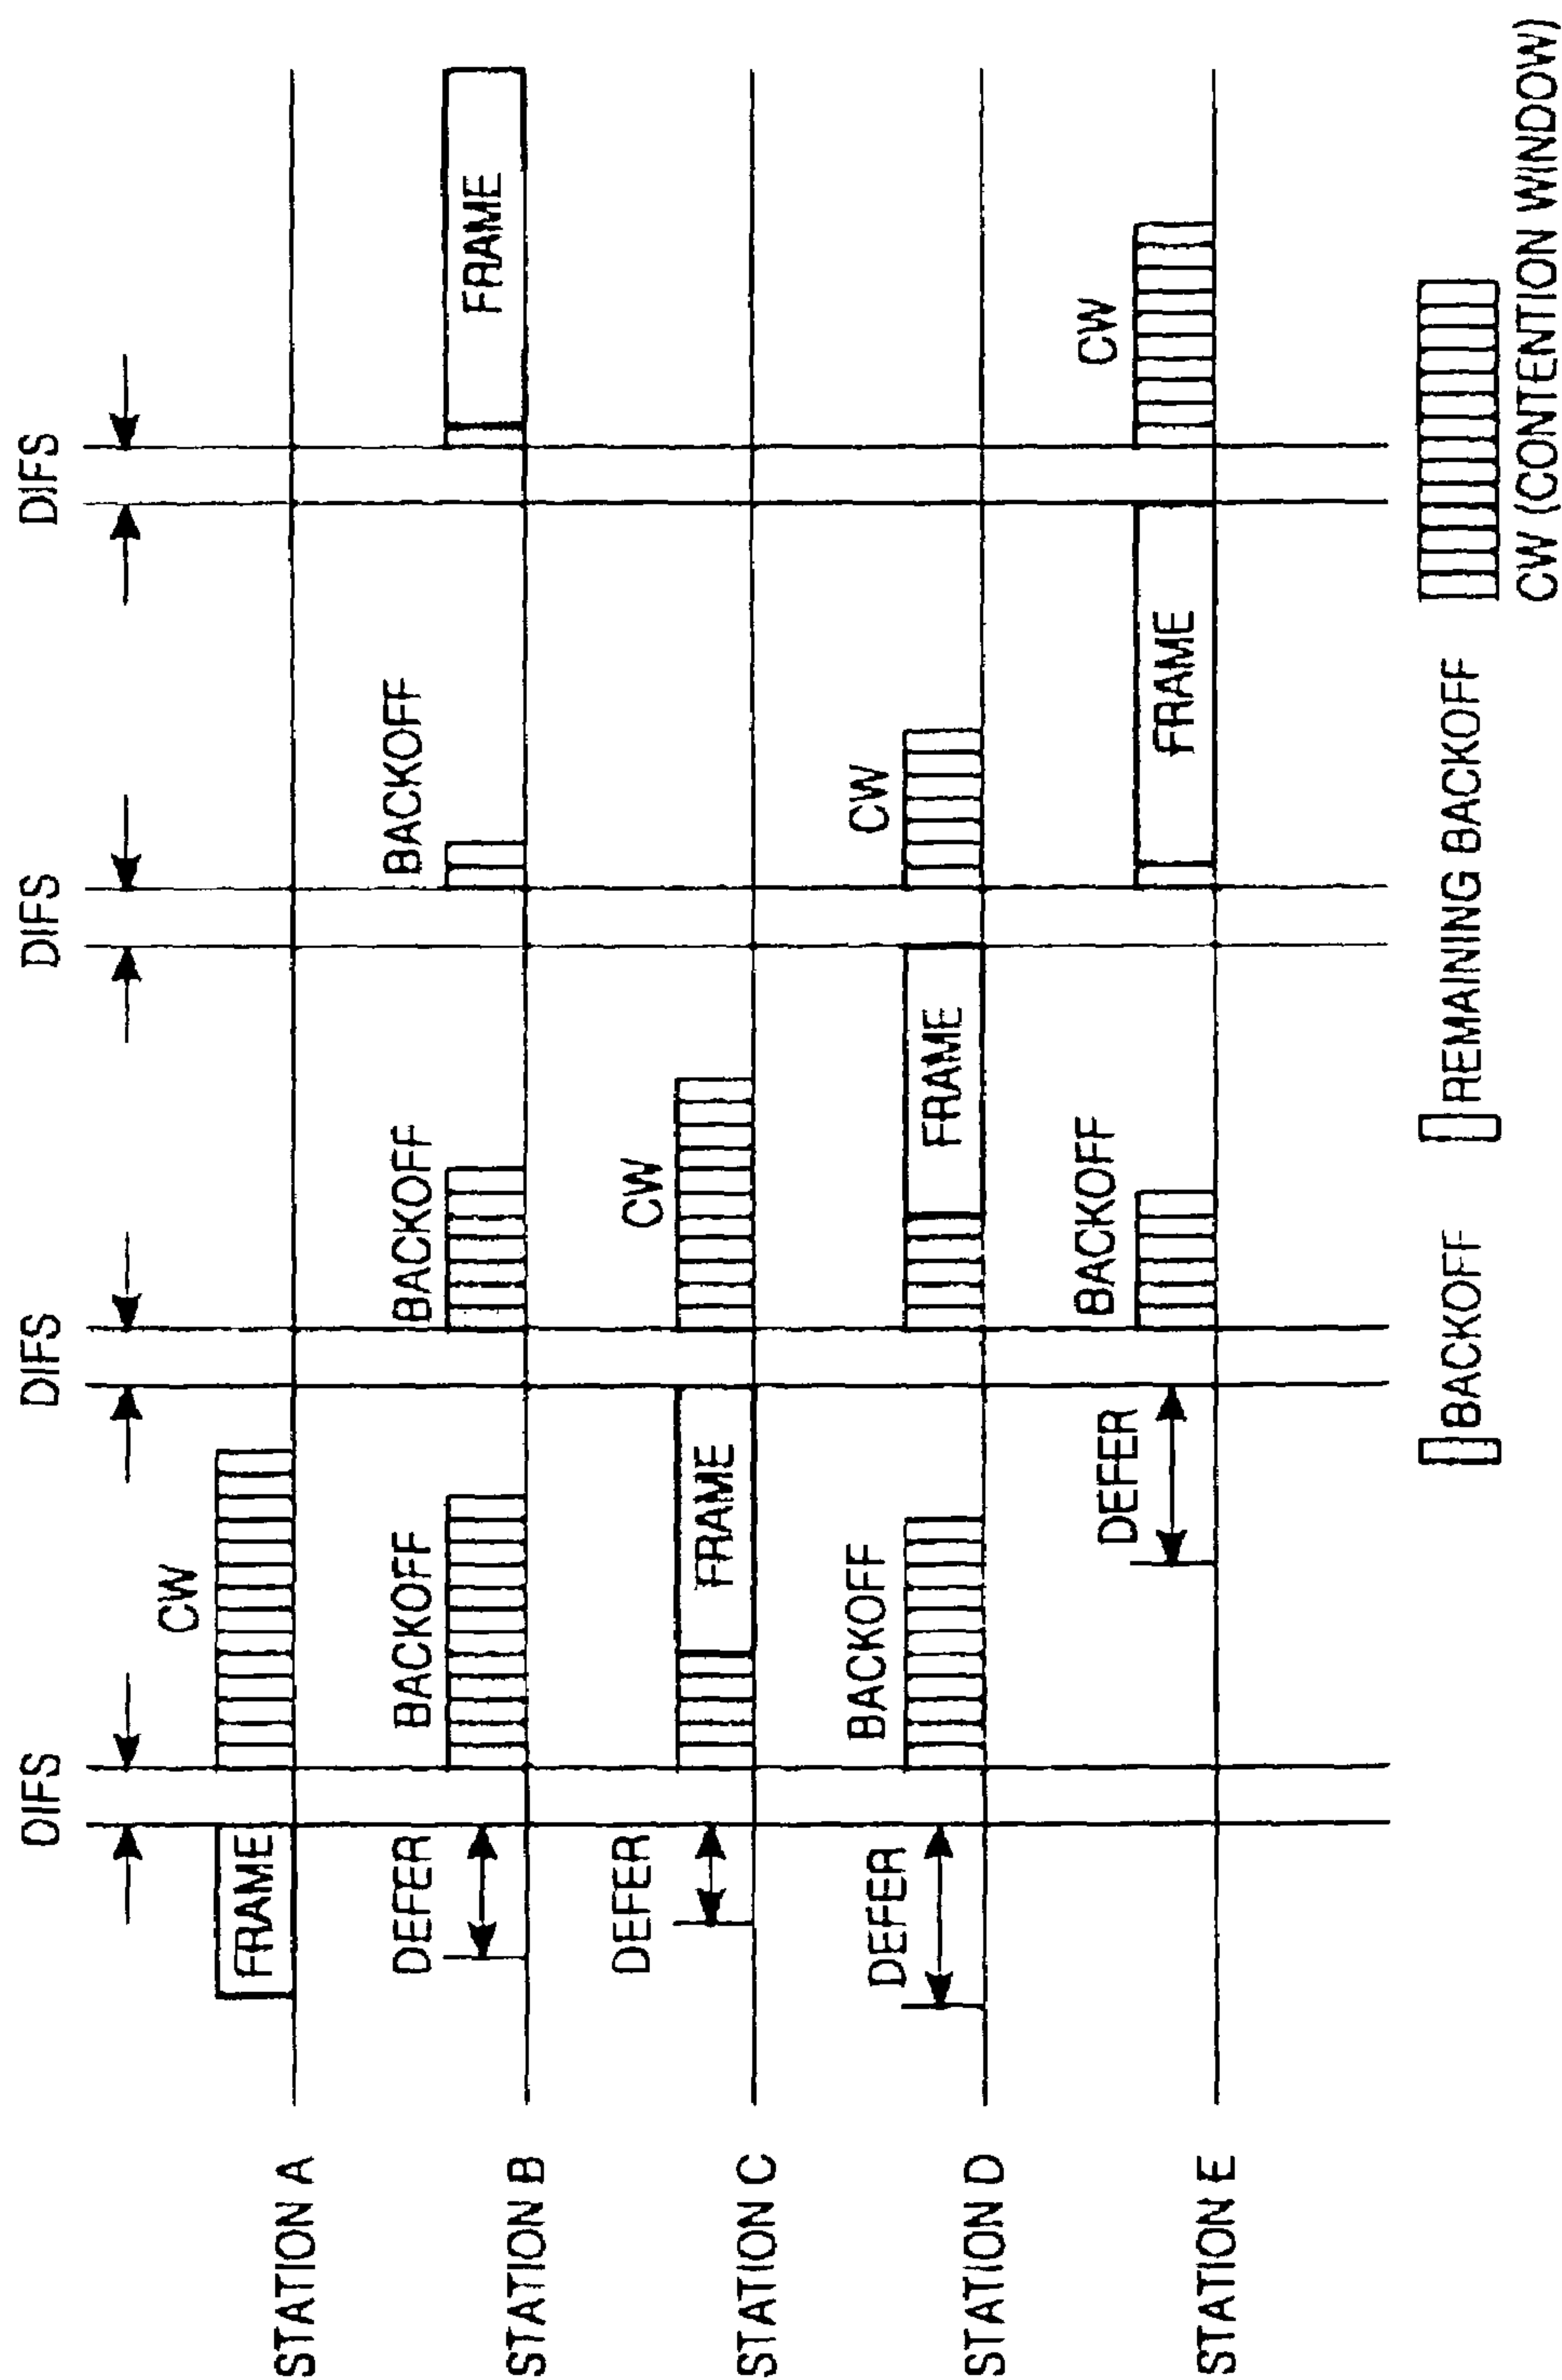 DIFS
DIFS
DIFS
DIFS
STATION A
FRAME
CW
STATION B
DEFER
BACKOFF
BACKOFF
BACKOFF
FRAME
STATION C
DEFER
FRAME
CW
STATION D
DEFER
BACKOFF
FRAME
CW
STATION E
DEFER
BACKOFF
FRAME
CW
BACKOFF
REMAINING BACKOFF
CW (CONTENTION WINDOW)